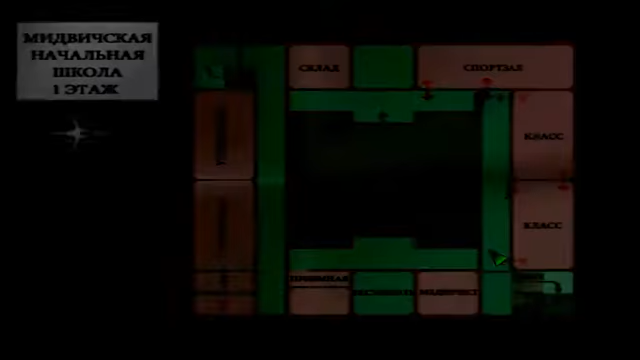 МИДВИЧСКАЯ
НАЧАЛЬНАЯ
ШКОЛА
1 ЭТАЖ
СКЛАД
СПОРТЗАЛ
КЛАСС
КЛАСС
ПРИЕМНАЯ